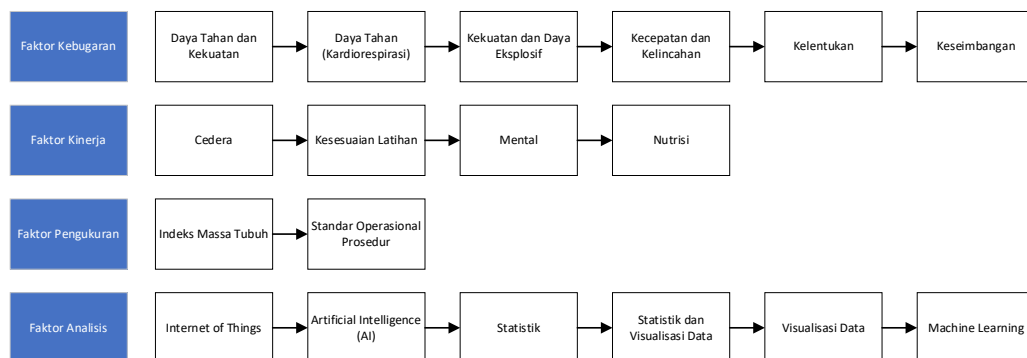 Faktor Kebugaran
Daya Tahan dan
Kekuatan
Daya Tahan
(Kardiorespirasi)
Kekuatan dan Daya
Eksplosif
Kecepatan dan
Kelincahan
Kelentukan
Keseimbangan
Faktor Kinerja
Cedera
Kesesuaian Latihan
Mental
Nutrisi
Faktor Pengukuran
Indeks Massa Tubuh
Standar Operasional
Prosedur
Faktor Analisis
Internet of Things
Artificial Intelligence
(AI)
Statistik
Statistik dan
Visualisasi Data
Visualisasi Data
Machine Learning